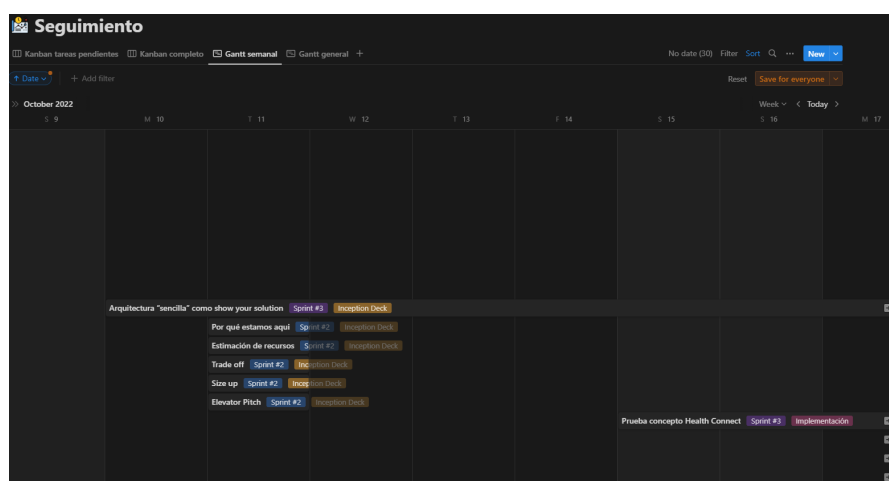 Seguimiento
Kanban tareas pendientes Kanban completo Gantt semanal Gantt general + No date (30) Filter Sort New
Date + Add filter Reset Save for everyone
October 2022 Week Today
S 9 M 10 T 11 W 12 T 13 F 14 S 15 S 16 M 17
Arquitectura "sencilla" como show your solution Sprint #3 Inception Deck
Por qué estamos aquí Sprint #2 Inception Deck
Estimación de recursos Sprint #2 Inception Deck
Trade off Sprint #2 Inception Deck
Size up Sprint #2 Inception Deck
Elevator Pitch Sprint #2 Inception Deck
Prueba concepto Health Connect Sprint #3 Implementación